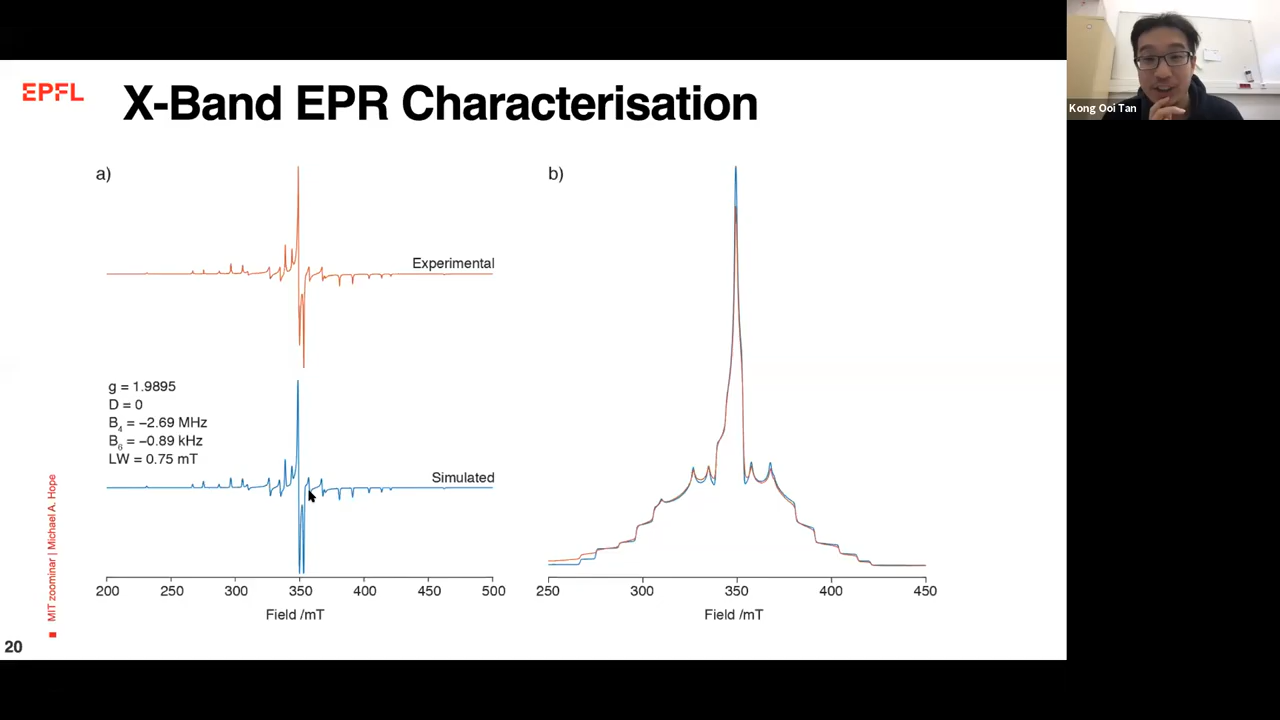 EPFL
X-Band EPR Characterisation
Kong Ooi Tan
a)
Experimental
g = 1.9895
D = 0
B₄ = −2.69 MHz
B₆ = −0.89 kHz
LW = 0.75 mT
Simulated
200 250 300 350 400 450 500
Field /mT
b)
250 300 350 400 450
Field /mT
MIT zoominar | Michael A. Hope
20